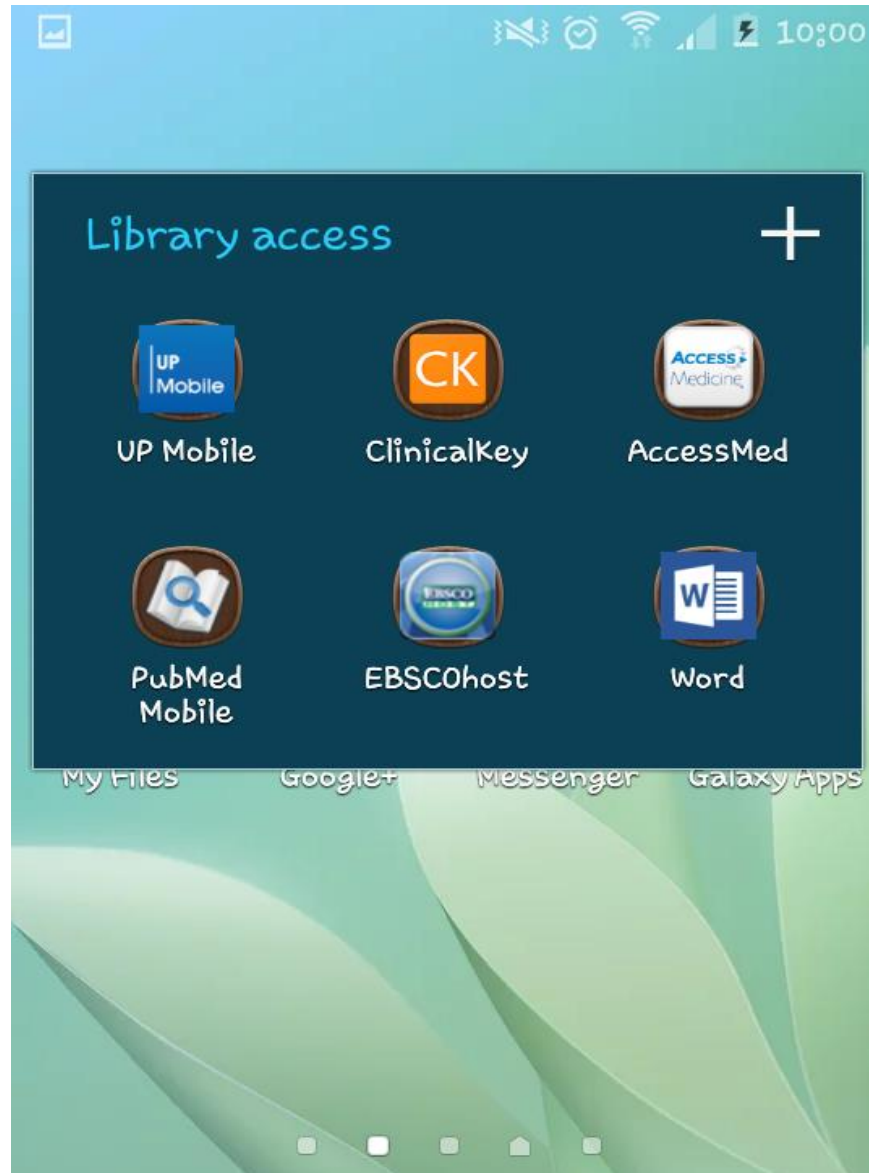 10:00
Library access
UP
Mobile
CK
ACCESS
Medicine
UP Mobile
ClinicalKey
AccessMed
EBSCO
W
PubMed
Mobile
EBSCOhost
Word
My Files
Google+
Messenger
Galaxy Apps